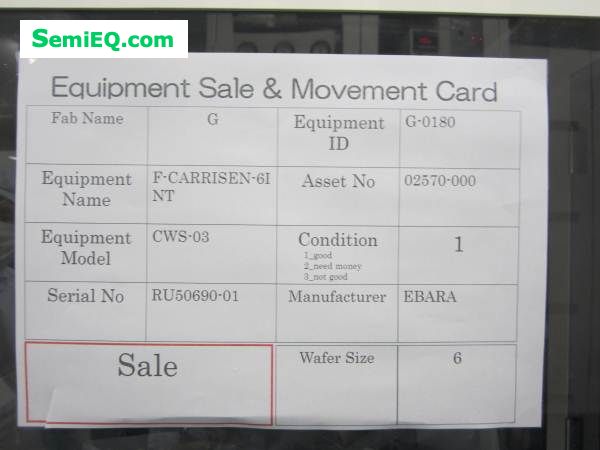 SemiEQ.com
Equipment Sale & Movement Card
Fab Name G Equipment ID G-0180
Equipment Name F-CARRISEN-6INT Asset No 02570-000
Equipment Model CWS-03 Condition 1_good 2_need money 3_not good 1
Serial No RU50690-01 Manufacturer EBARA
Sale Wafer Size 6